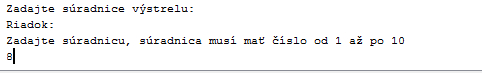 Zadajte súradnice výstrelu:
Riadok:
Zadajte súradnicu, súradnica musí mať číslo od 1 až po 10
8